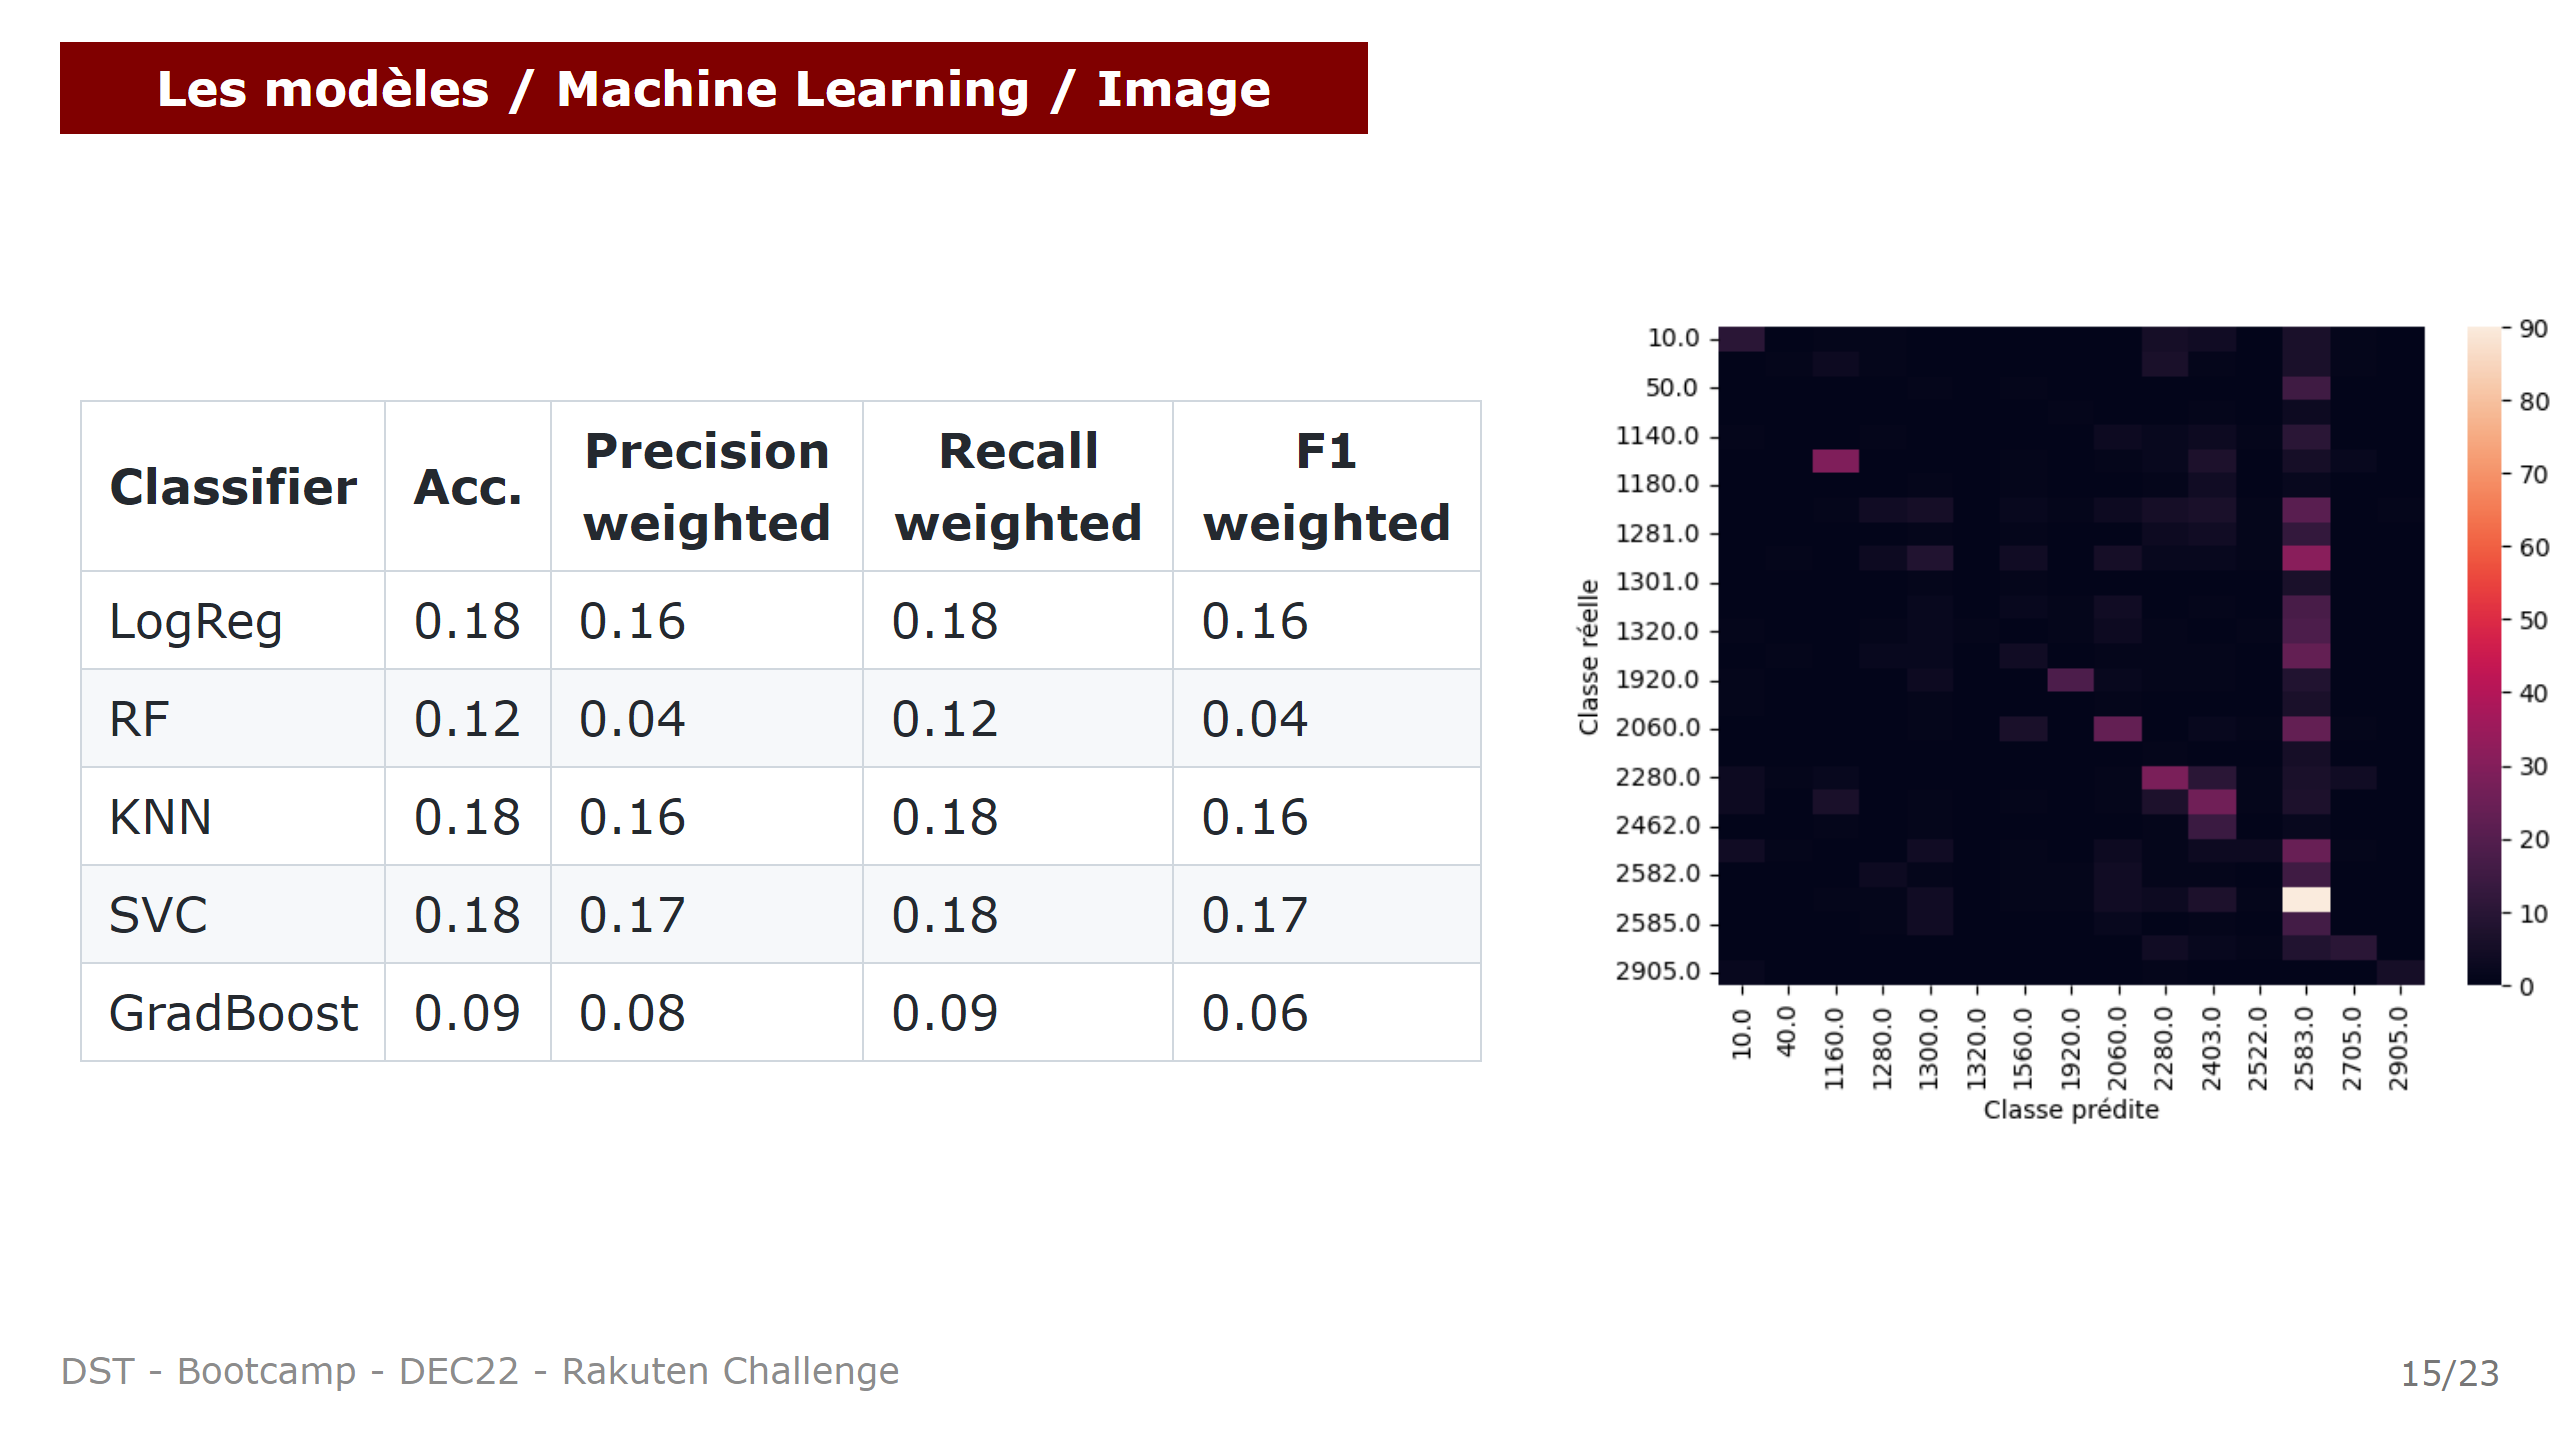 Les modèles / Machine Learning / Image
Classifier Acc. Precision weighted Recall weighted F1 weighted
LogReg 0.18 0.16 0.18 0.16
RF 0.12 0.04 0.12 0.04
KNN 0.18 0.16 0.18 0.16
SVC 0.18 0.17 0.18 0.17
GradBoost 0.09 0.08 0.09 0.06
Classe réelle
10.0
50.0
1140.0
1180.0
1281.0
1301.0
1320.0
1920.0
2060.0
2280.0
2462.0
2582.0
2585.0
2905.0
10.0 40.0 1160.0 1280.0 1300.0 1320.0 1560.0 1920.0 2060.0 2280.0 2403.0 2522.0 2583.0 2705.0 2905.0
Classe prédite
90
80
70
60
50
40
30
20
10
0
DST - Bootcamp - DEC22 - Rakuten Challenge
15/23